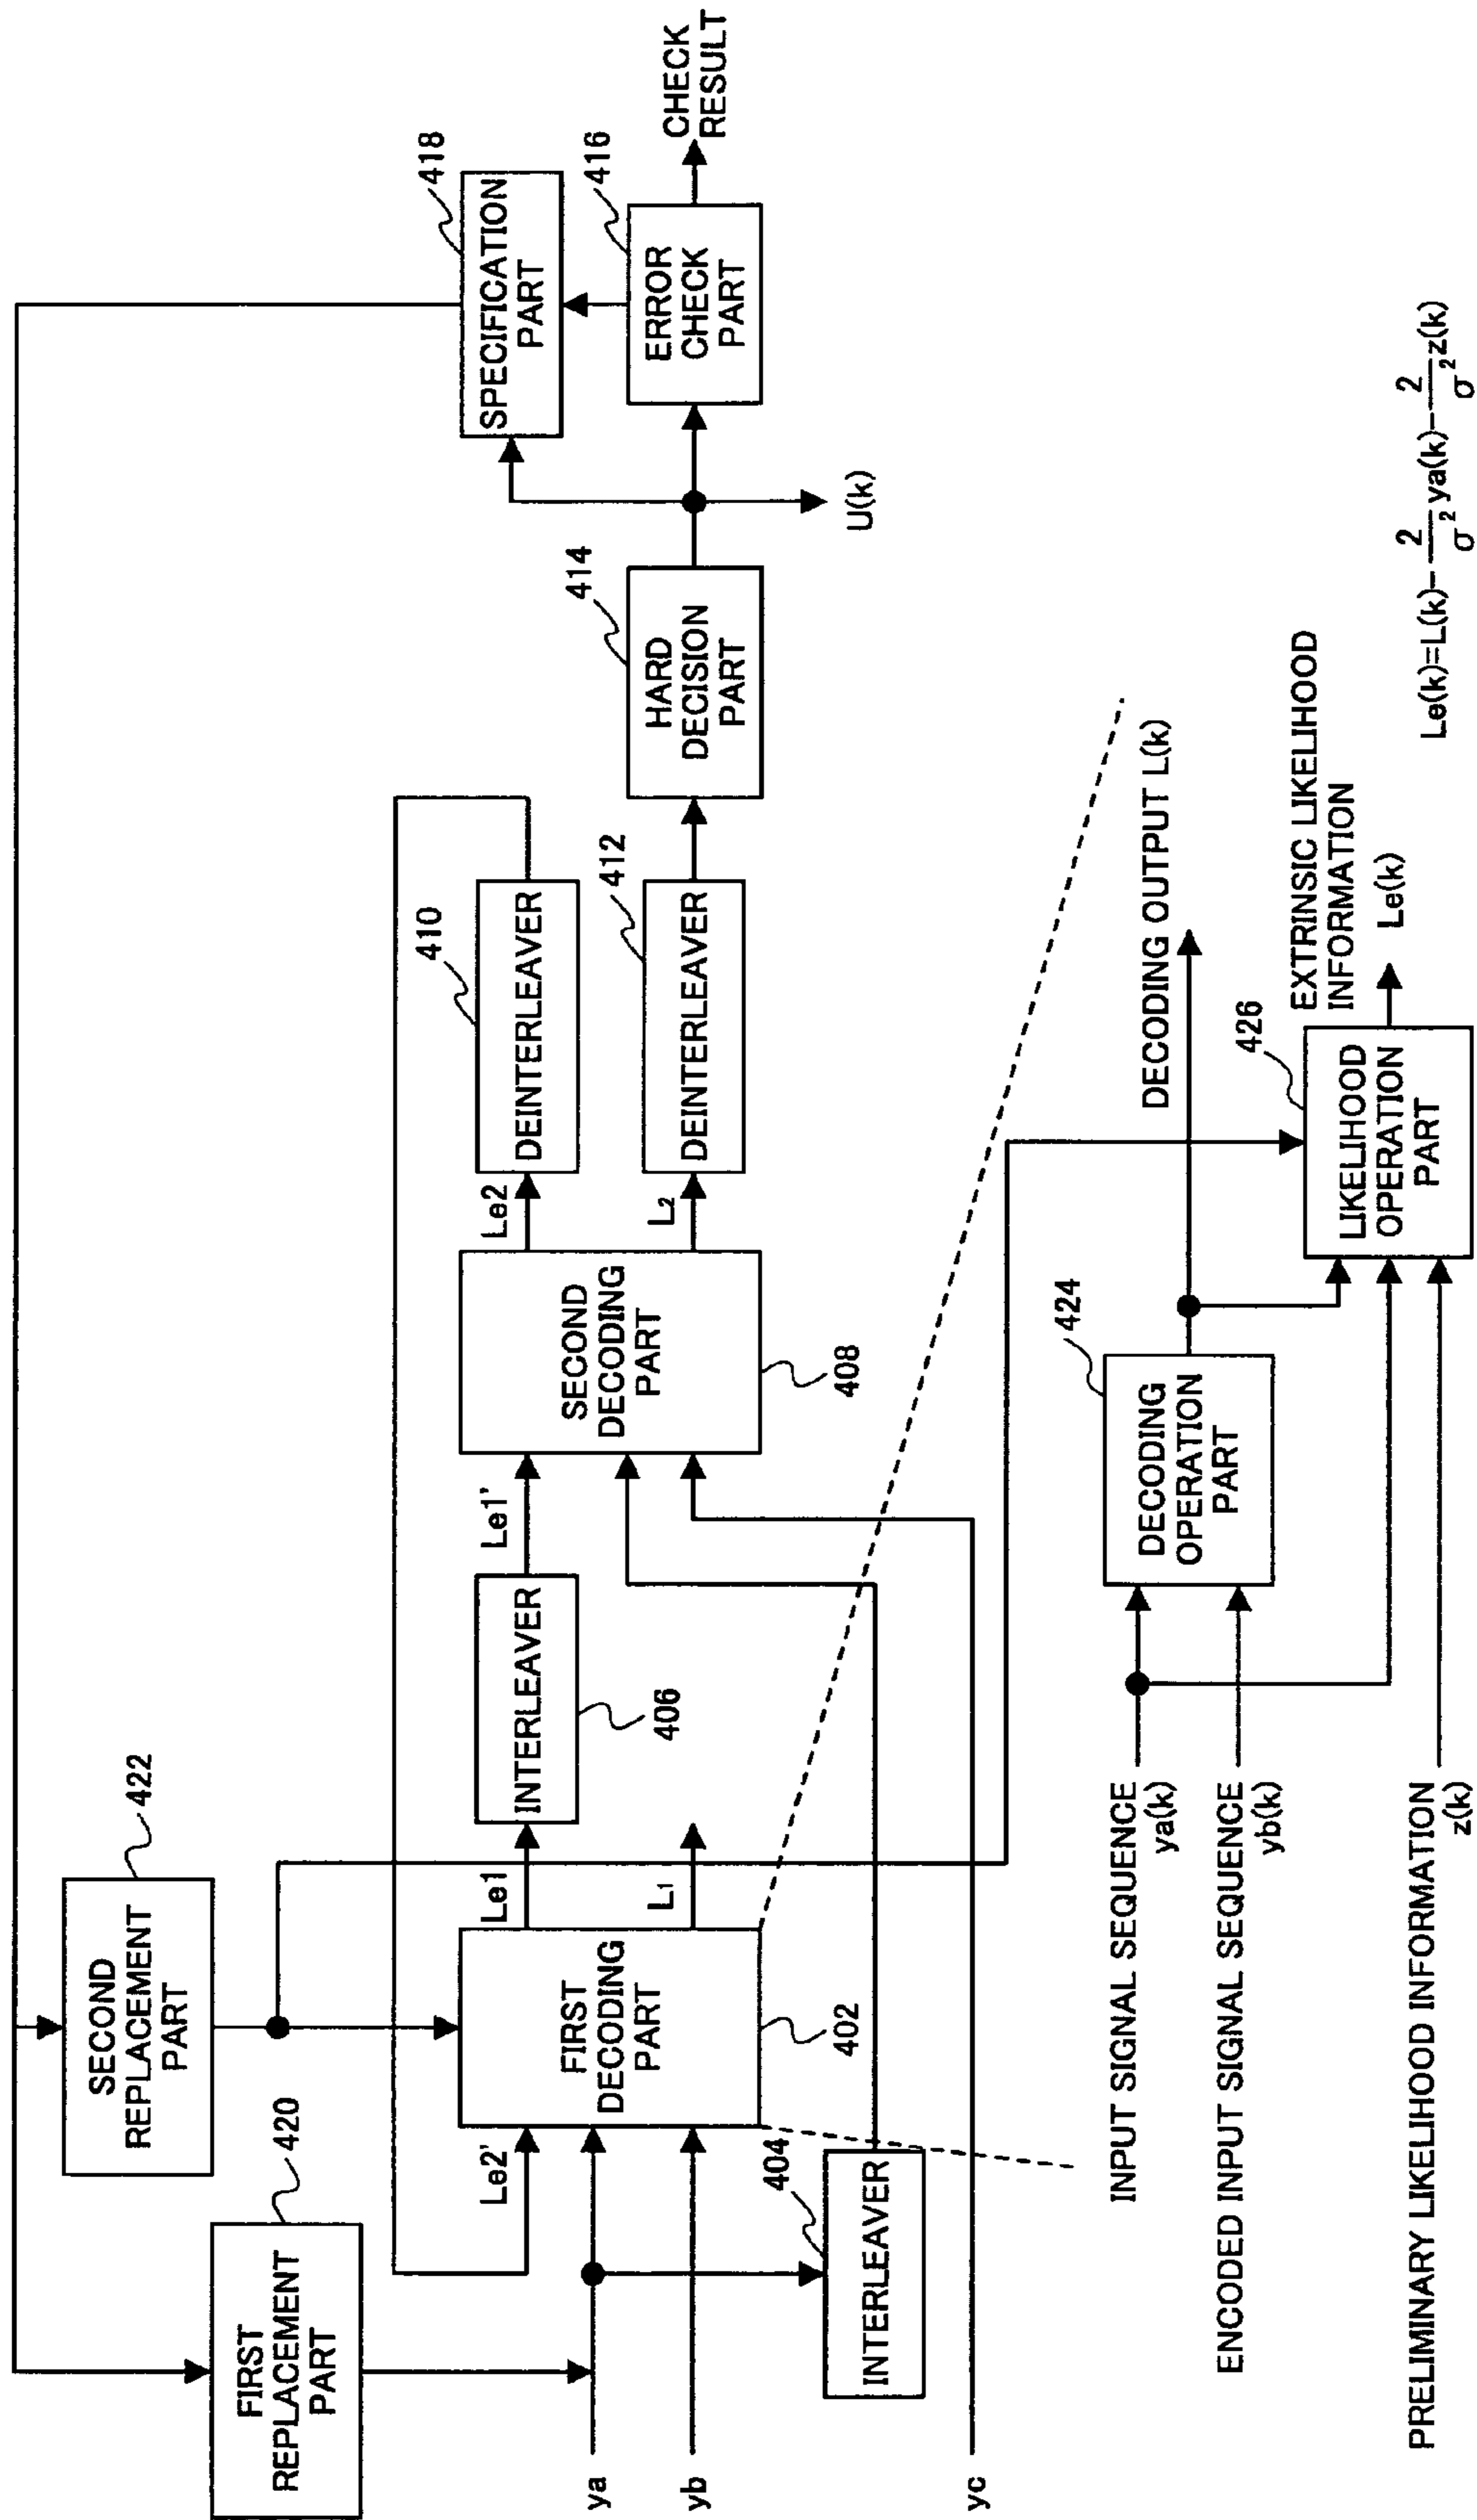 FIRST
REPLACEMENT
PART
420
SECOND
REPLACEMENT
PART
422
SPECIFICATION
PART
418
ERROR
CHECK
PART
416
CHECK
RESULT
ya
yb
yc
Le2'
FIRST
DECODING
PART
402
Le1
L1
INTERLEAVER
404
INTERLEAVER
406
Le1'
SECOND
DECODING
PART
408
Le2
L2
DEINTERLEAVER
410
DEINTERLEAVER
412
HARD
DECISION
PART
414
U(k)
INPUT SIGNAL SEQUENCE
ya(k)
ENCODED INPUT SIGNAL SEQUENCE
yb(k)
PRELIMINARY LIKELIHOOD INFORMATION
z(k)
DECODING
OPERATION
PART
424
DECODING OUTPUT L(k)
LIKELIHOOD
OPERATION
PART
426
EXTRINSIC LIKELIHOOD
INFORMATION
Le(k)
Le(k)=L(k)-2/σ² ya(k)-2/σ² z(k)